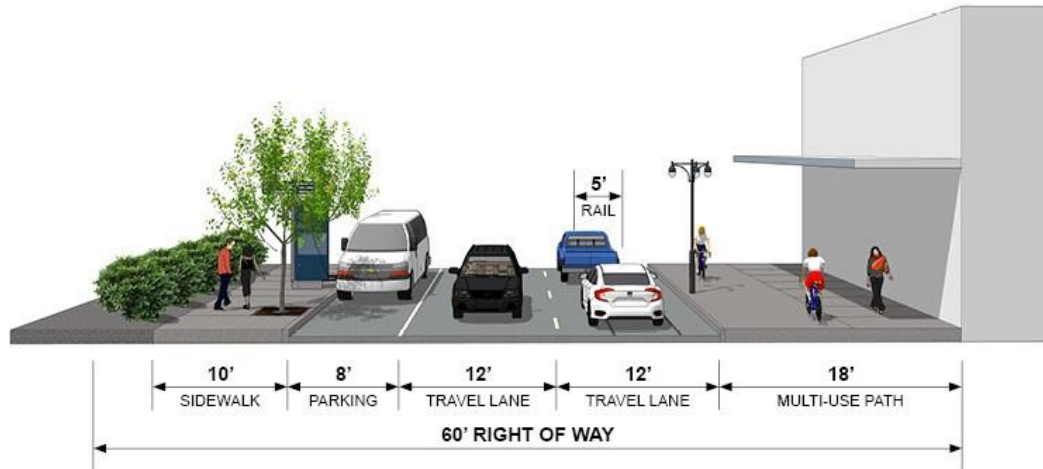 5’
RAIL
10’
SIDEWALK
8’
PARKING
12’
TRAVEL LANE
12’
TRAVEL LANE
18’
MULTI-USE PATH
60’ RIGHT OF WAY